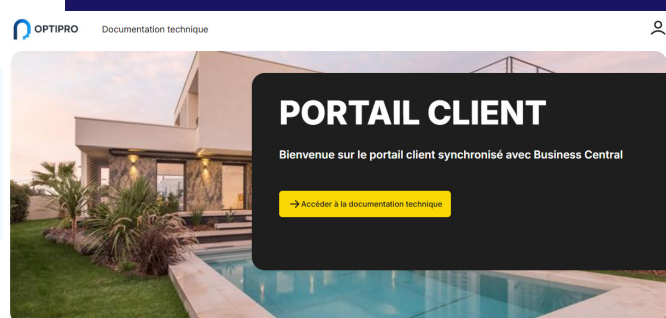 OPTIPRO
Documentation technique
PORTAIL CLIENT
Bienvenue sur le portail client synchronisé avec Business Central
Accéder à la documentation technique